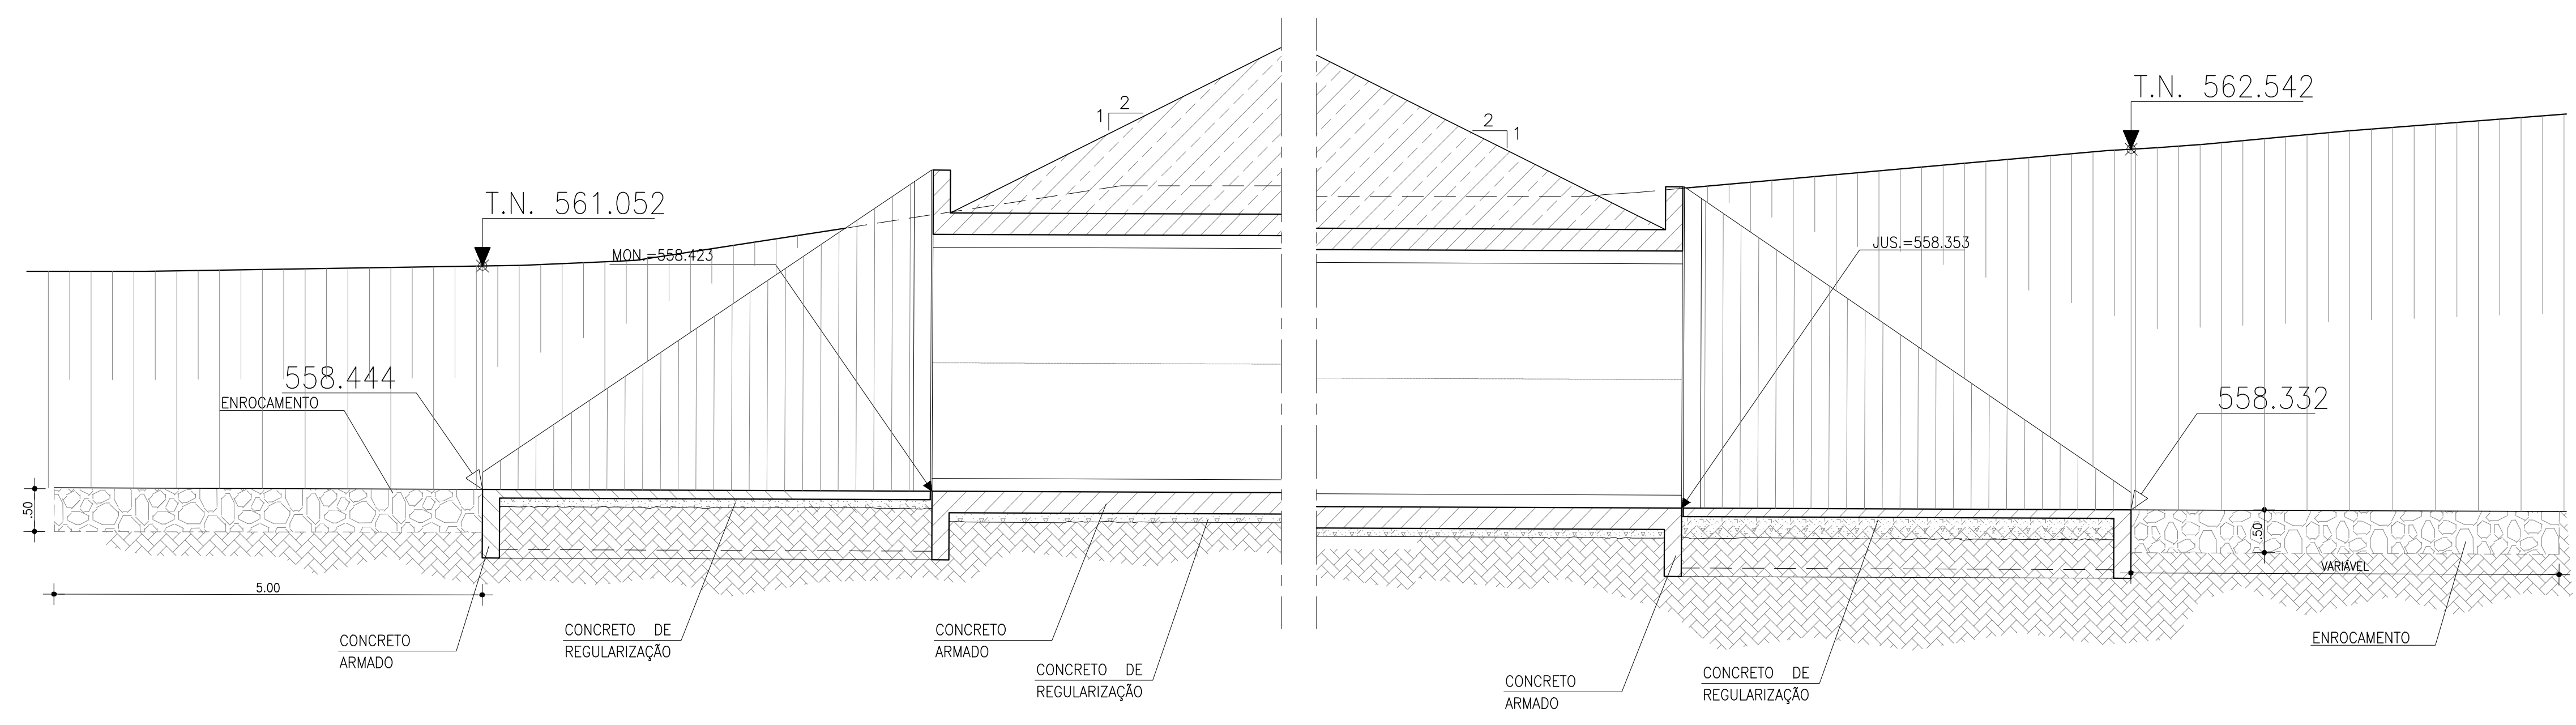 T.N. 561.052
MON.=558.423
558.444
ENROCAMENTO
.50
5.00
CONCRETO
ARMADO
CONCRETO DE
REGULARIZAÇÃO
1
2
CONCRETO
ARMADO
CONCRETO DE
REGULARIZAÇÃO
2
1
T.N. 562.542
JUS.=558.353
558.332
.50
VARIÁVEL
CONCRETO
ARMADO
CONCRETO DE
REGULARIZAÇÃO
ENROCAMENTO